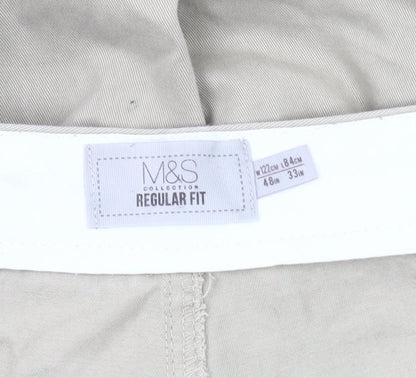 M&S
COLLECTION
REGULAR FIT
W 122CM L 84CM
48IN 33IN